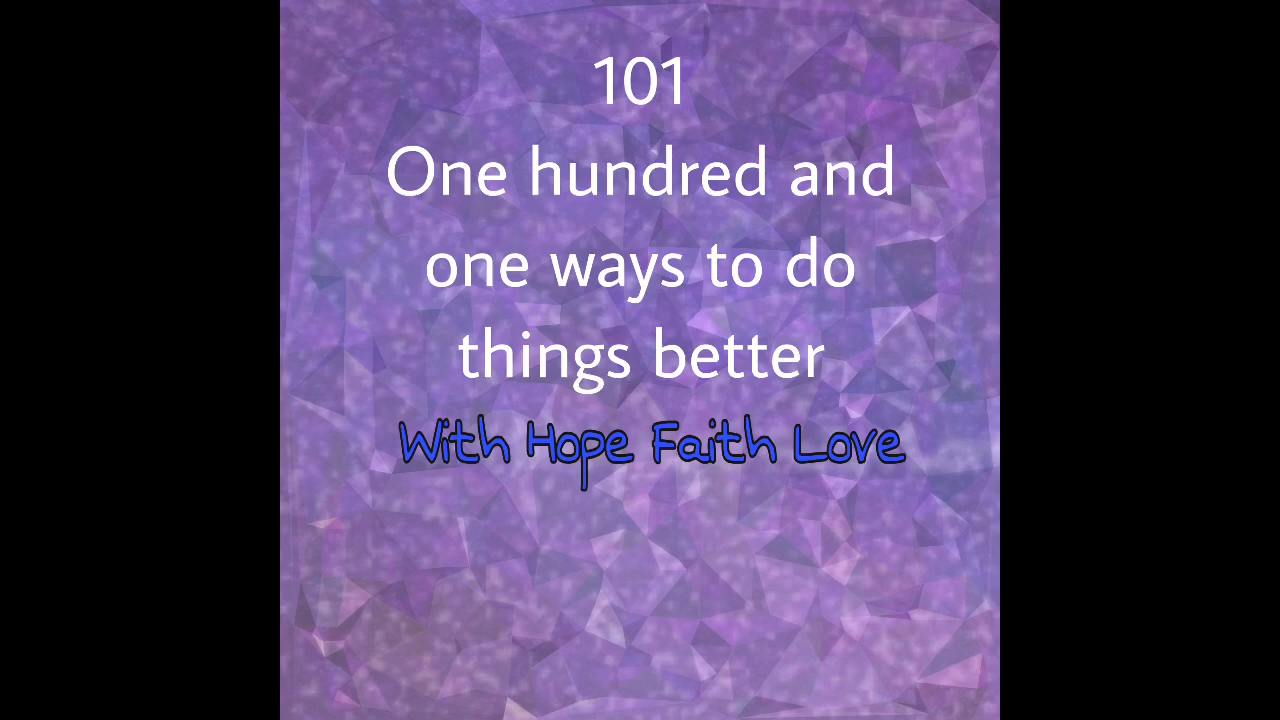 101
One hundred and
one ways to do
things better
With Hope Faith Love